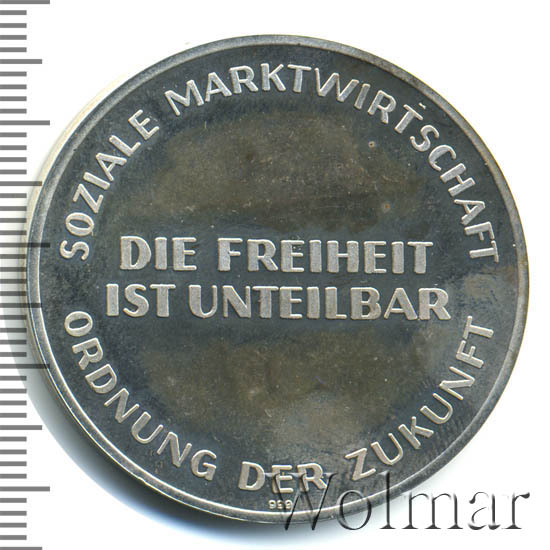 SOZIALE MARKTWIRTSCHAFT
DIE FREIHEIT
IST UNTEILBAR
ORDNUNG DER ZUKUNFT
999
Wolmar